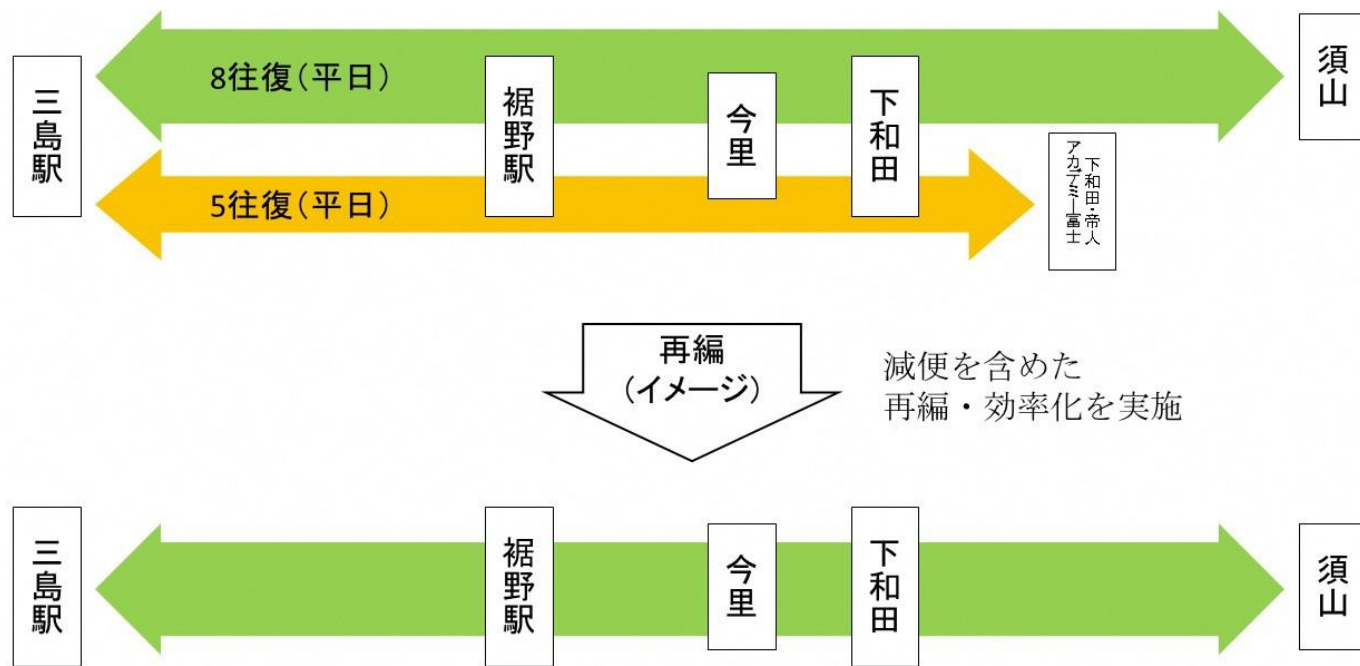 8往復(平日)
三島駅
裾野駅
今里
下和田
須山
5往復(平日)
下和田・帝人
アカデミー富士
再編
(イメージ)
減便を含めた
再編・効率化を実施
三島駅
裾野駅
今里
下和田
須山